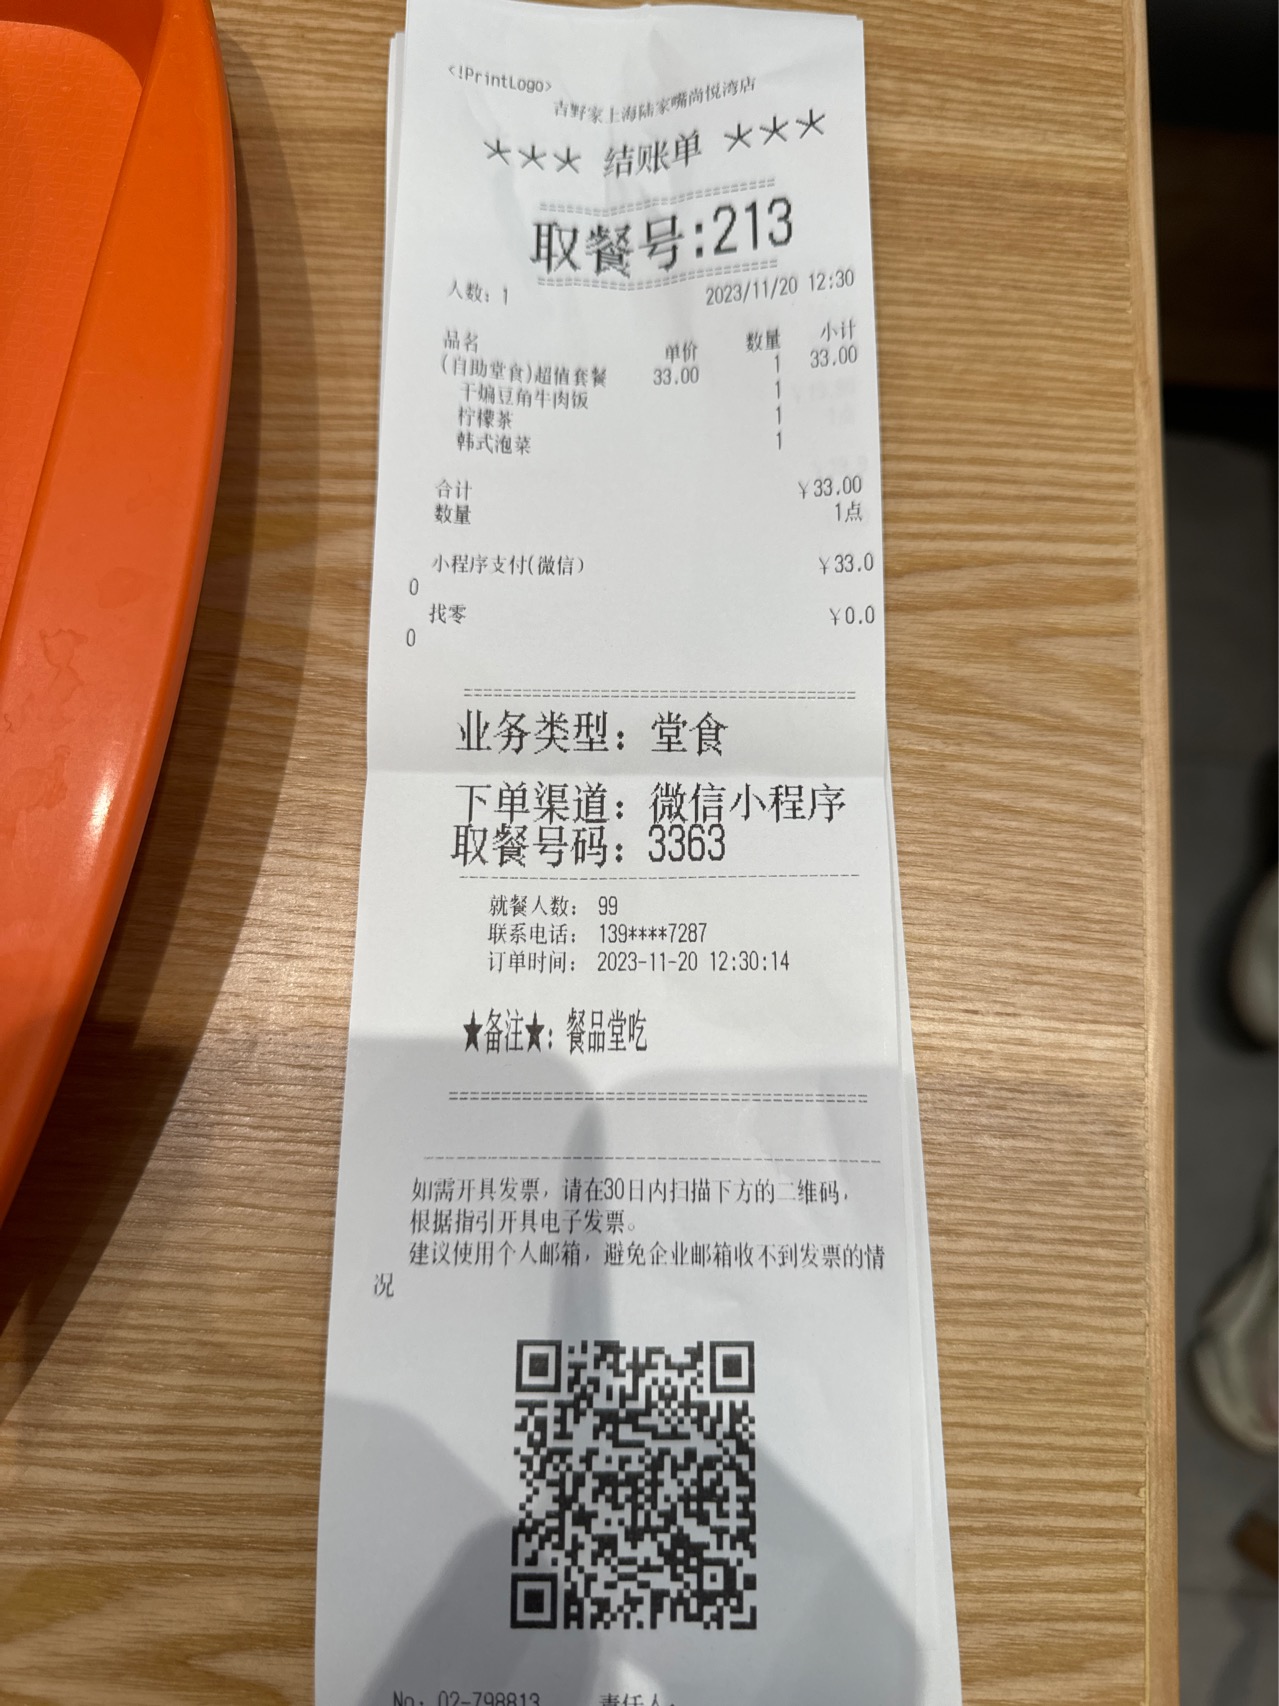 <!PrintLogo>
吉野家上海陆家嘴尚悦湾店
*** 结账单 ***
====================
取餐号:213
====================
人数: 1 2023/11/20 12:30
品名 单价 数量 小计
(自助堂食)超值套餐 33.00 1 33.00
干煸豆角牛肉饭 1
柠檬茶 1
韩式泡菜 1
合计 ￥33.00
数量 1点
小程序支付(微信) ￥33.0
0
找零 ￥0.0
0
业务类型: 堂食
下单渠道: 微信小程序
取餐号码: 3363
就餐人数: 99
联系电话: 139****7287
订单时间: 2023-11-20 12:30:14
★备注★: 餐品堂吃
如需开具发票, 请在30日内扫描下方的二维码,
根据指引开具电子发票。
建议使用个人邮箱, 避免企业邮箱收不到发票的情
况
No: 02-798813 责任人: